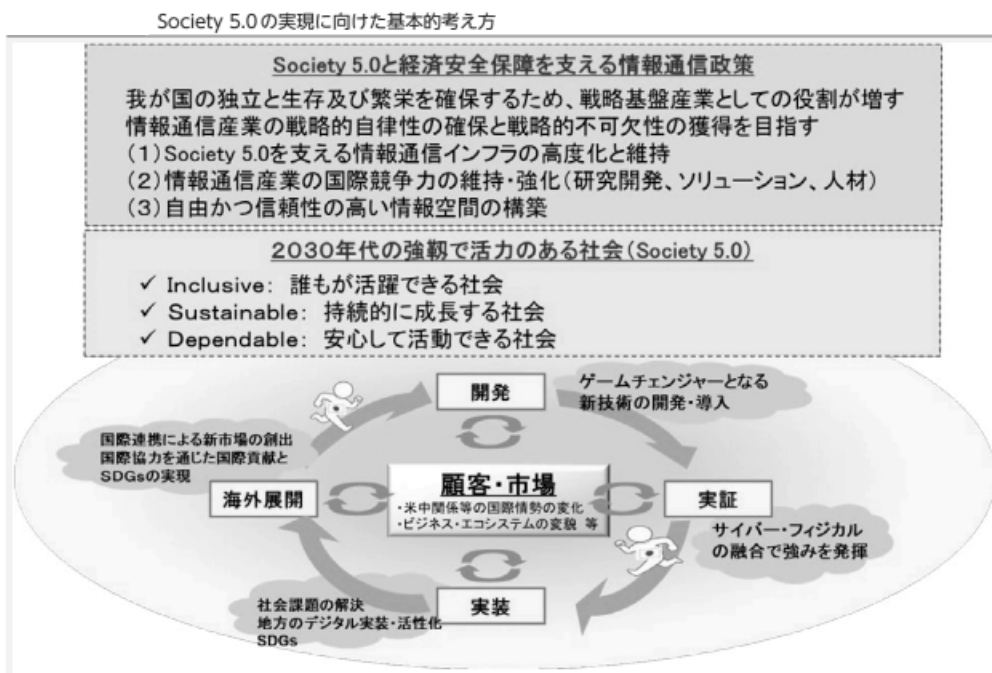 Society 5.0の実現に向けた基本的考え方
Society 5.0と経済安全保障を支える情報通信政策
我が国の独立と生存及び繁栄を確保するため、戦略基盤産業としての役割が増す
情報通信産業の戦略的自律性の確保と戦略的不可欠性の獲得を目指す
(1)Society 5.0を支える情報通信インフラの高度化と維持
(2)情報通信産業の国際競争力の維持・強化(研究開発、ソリューション、人材)
(3)自由かつ信頼性の高い情報空間の構築
2030年代の強靱で活力のある社会(Society 5.0)
✓ Inclusive: 誰もが活躍できる社会
✓ Sustainable: 持続的に成長する社会
✓ Dependable: 安心して活動できる社会
開発
ゲームチェンジャーとなる
新技術の開発・導入
国際連携による新市場の創出
国際協力を通じた国際貢献と
SDGsの実現
海外展開
顧客・市場
・米中関係等の国際情勢の変化
・ビジネス・エコシステムの変貌 等
実証
サイバー・フィジカル
の融合で強みを発揮
実装
社会課題の解決
地方のデジタル実装・活性化
SDGs